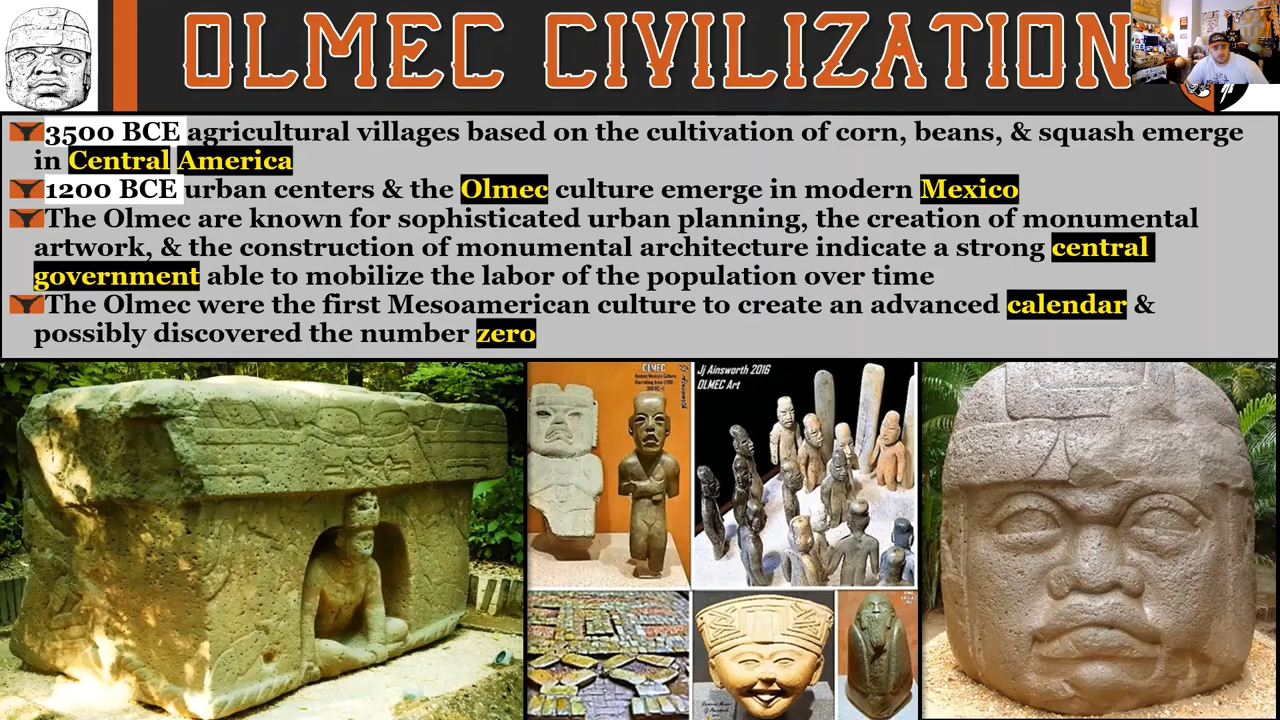 OLMEC CIVILIZATION
3500 BCE agricultural villages based on the cultivation of corn, beans, & squash emerge
in Central America
1200 BCE urban centers & the Olmec culture emerge in modern Mexico
The Olmec are known for sophisticated urban planning, the creation of monumental
artwork, & the construction of monumental architecture indicate a strong central
government able to mobilize the labor of the population over time
The Olmec were the first Mesoamerican culture to create an advanced calendar &
possibly discovered the number zero
OLMEC
Jj Ainsworth 2016
OLMEC Art